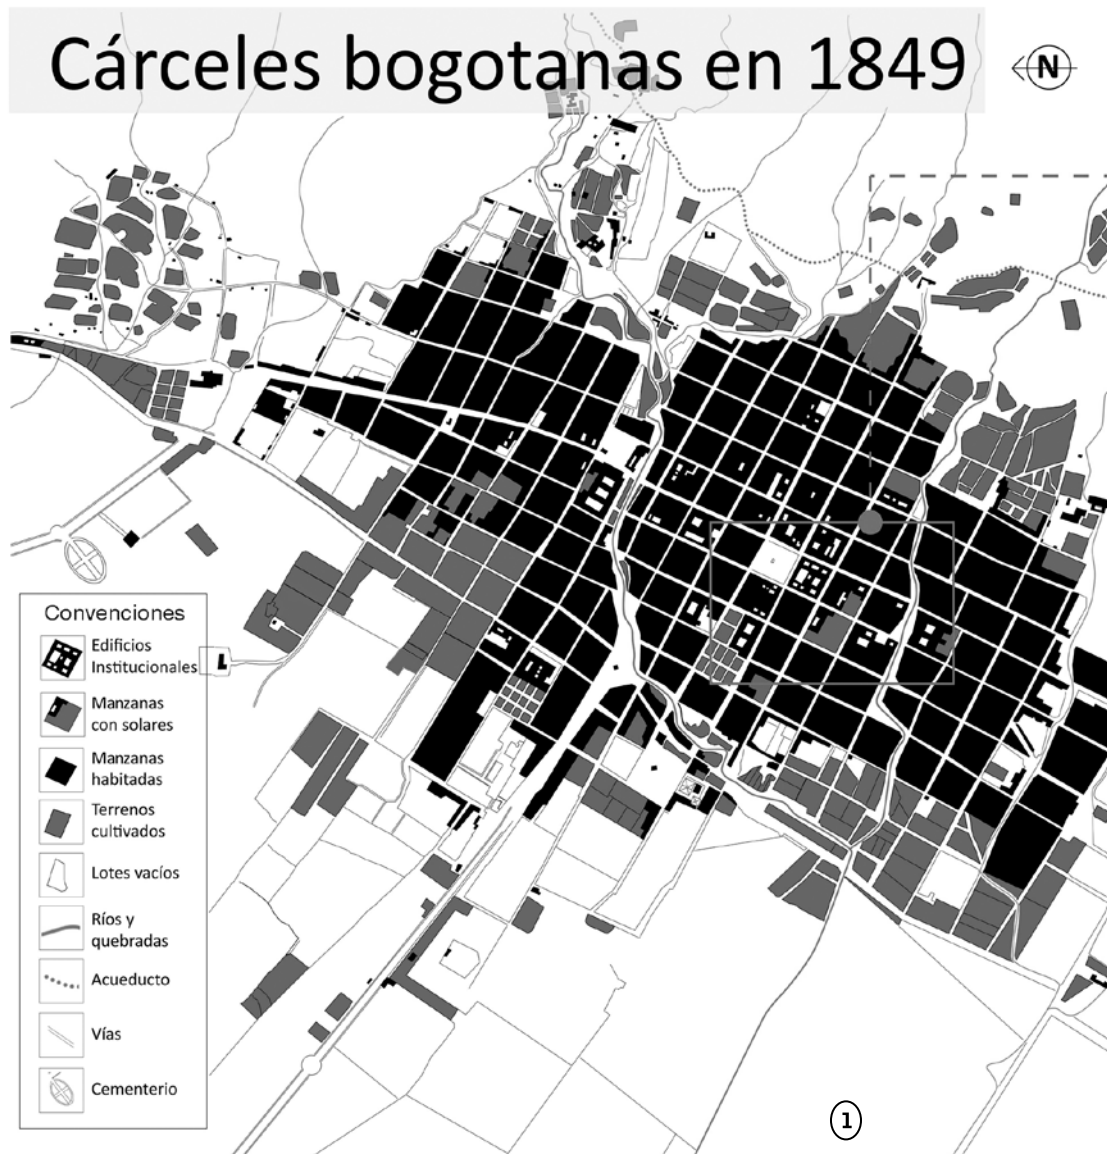 Cárceles bogotanas en 1849
N
Convenciones
Edificios
Institucionales
Manzanas
con solares
Manzanas
habitadas
Terrenos
cultivados
Lotes vacíos
Ríos y
quebradas
Acueducto
Vías
Cementerio
1